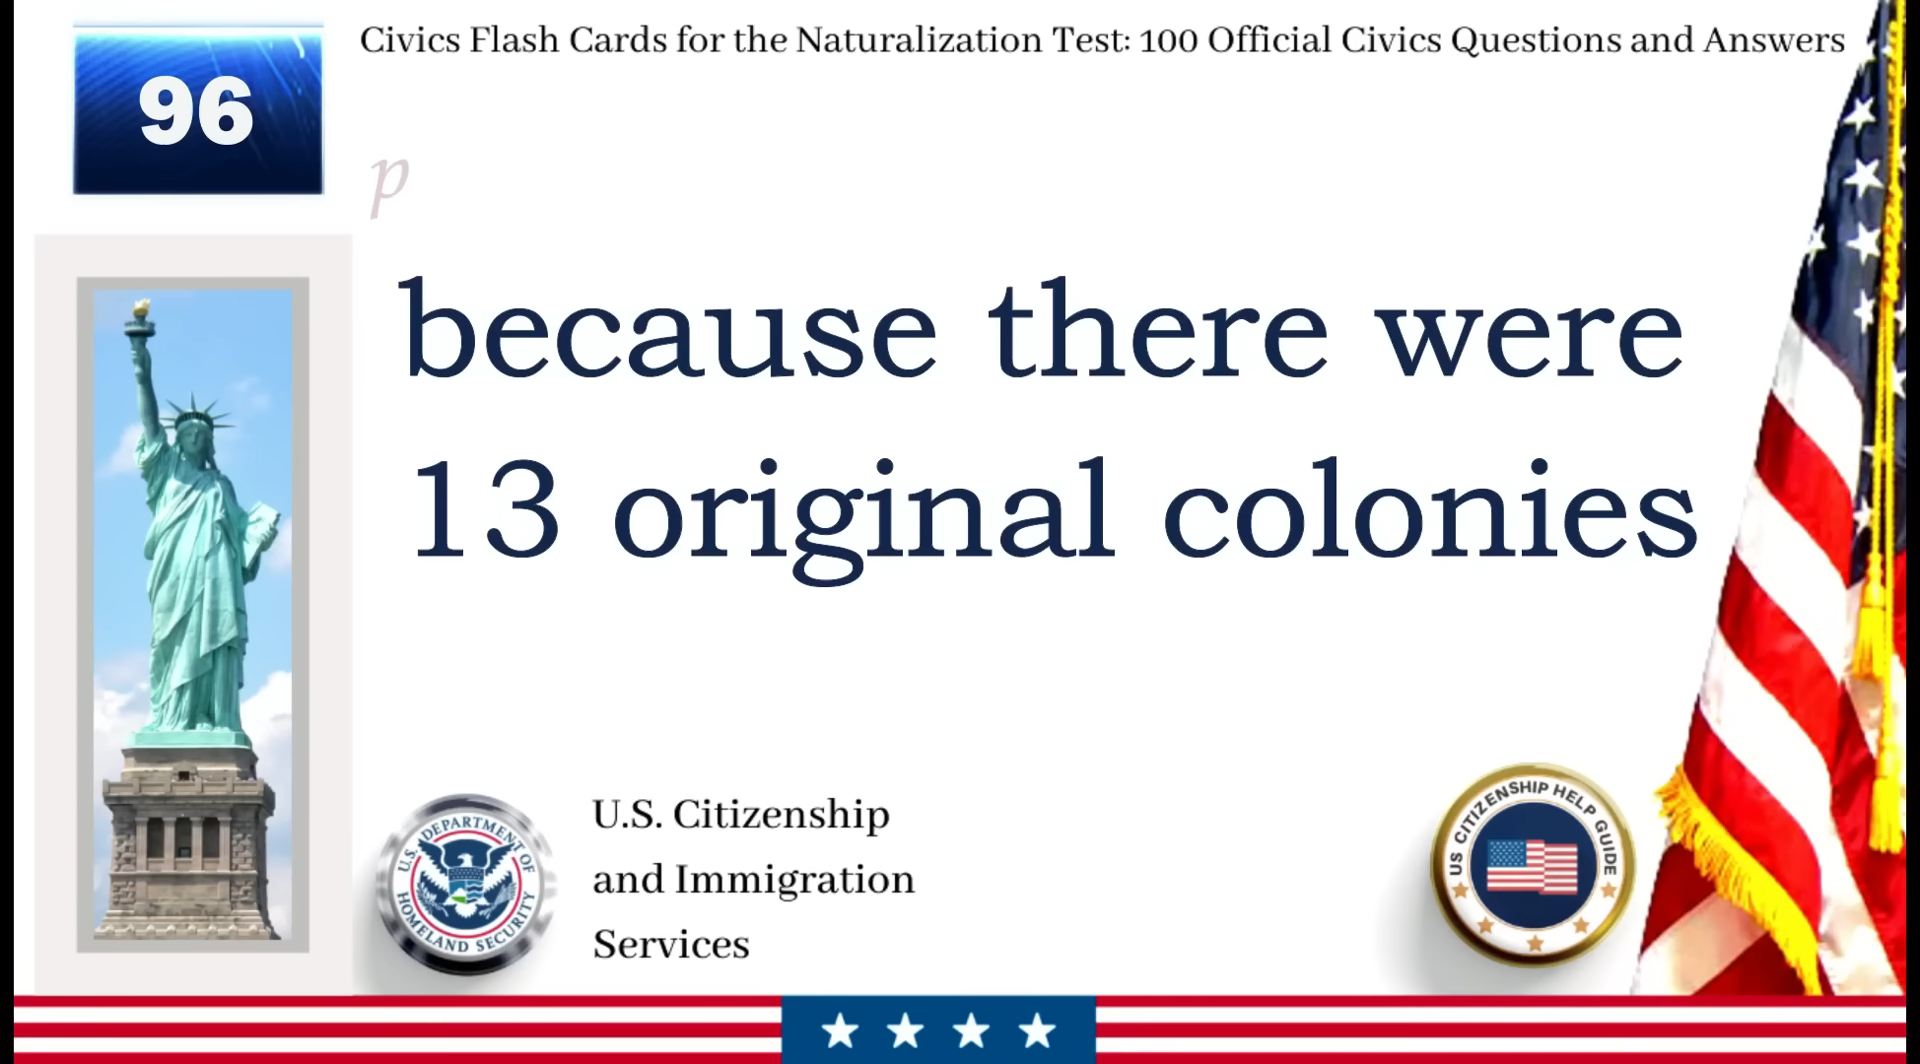 96
Civics Flash Cards for the Naturalization Test: 100 Official Civics Questions and Answers
p
because there were
13 original colonies
U.S. DEPARTMENT OF
HOMELAND SECURITY
U.S. Citizenship
and Immigration
Services
US CITIZENSHIP HELP GUIDE